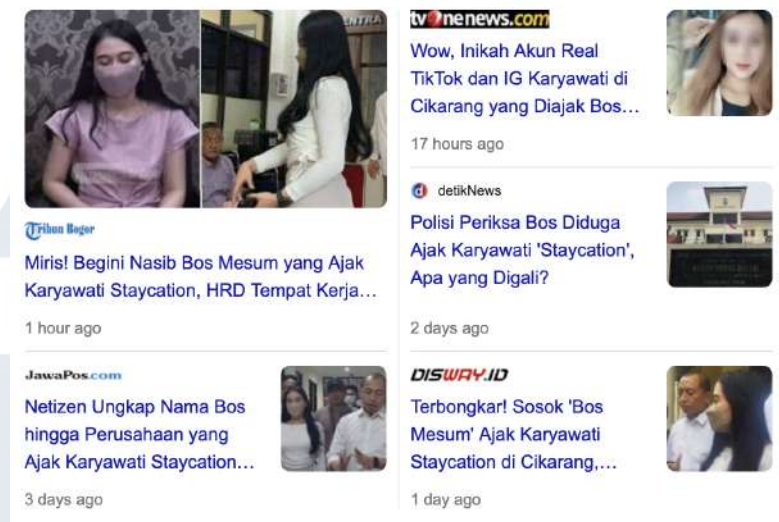 ENTRA
Tribun Bogor
Miris! Begini Nasib Bos Mesum yang Ajak
Karyawati Staycation, HRD Tempat Kerja...
1 hour ago
JawaPos.com
Netizen Ungkap Nama Bos
hingga Perusahaan yang
Ajak Karyawati Staycation...
3 days ago
tvOnenews.com
Wow, Inikah Akun Real
TikTok dan IG Karyawati di
Cikarang yang Diajak Bos...
17 hours ago
detikNews
Polisi Periksa Bos Diduga
Ajak Karyawati 'Staycation',
Apa yang Digali?
2 days ago
DISWAY.ID
Terbongkar! Sosok 'Bos
Mesum' Ajak Karyawati
Staycation di Cikarang,...
1 day ago